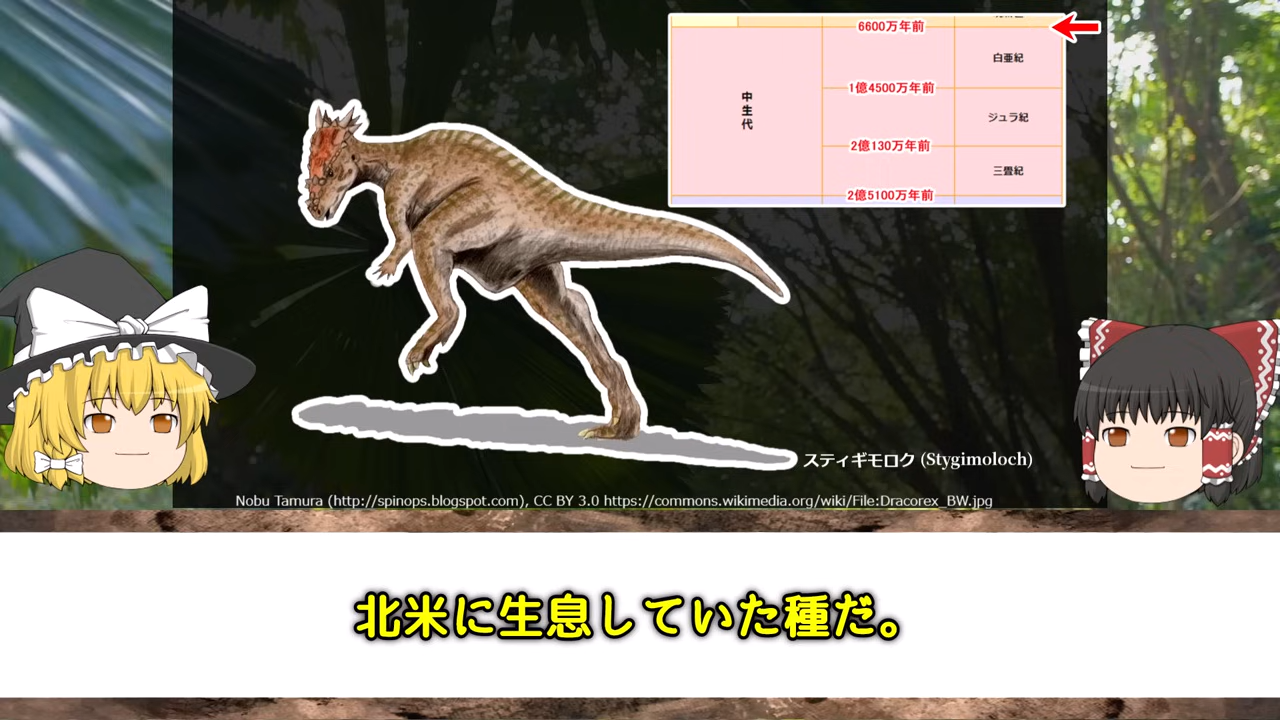 6600万年前
白亜紀
1億4500万年前
中生代
ジュラ紀
2億130万年前
三畳紀
2億5100万年前
スティギモロク (Stygimoloch)
Nobu Tamura (http://spinops.blogspot.com), CC BY 3.0 https://commons.wikimedia.org/wiki/File:Dracorex_BW.jpg
北米に生息していた種だ。